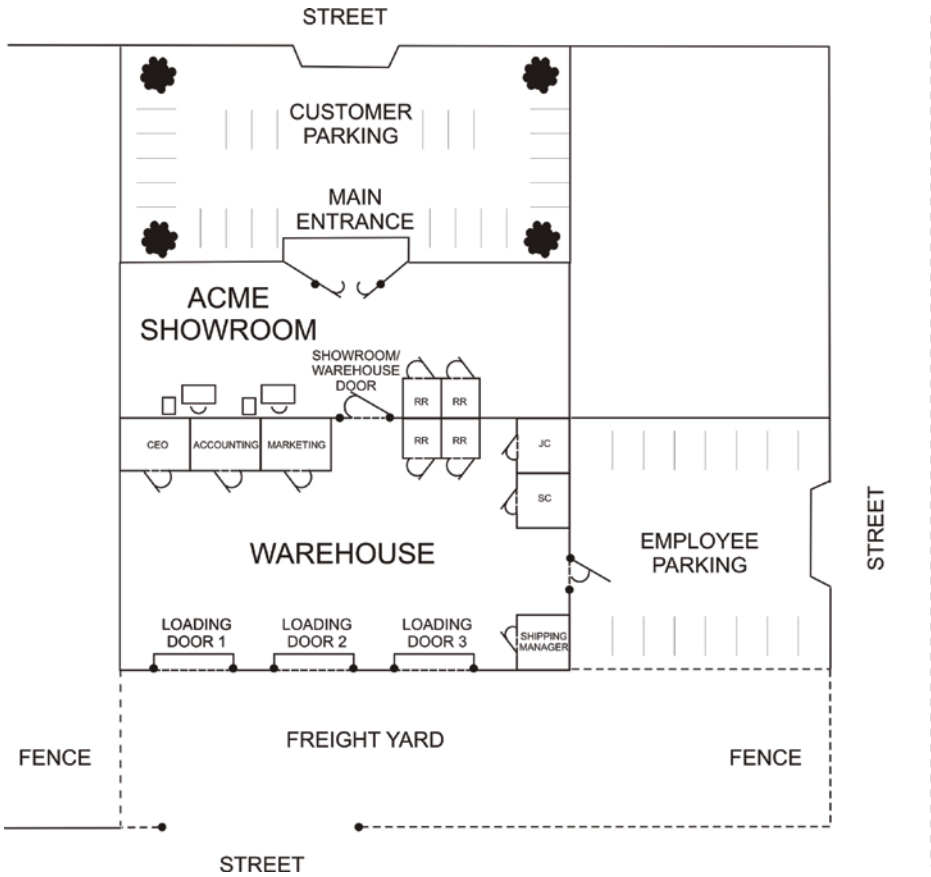 STREET
CUSTOMER
PARKING
MAIN
ENTRANCE
ACME
SHOWROOM
SHOWROOM/
WAREHOUSE
DOOR
RR
RR
CEO
ACCOUNTING
MARKETING
RR
RR
JC
SC
WAREHOUSE
EMPLOYEE
PARKING
STREET
LOADING
DOOR 1
LOADING
DOOR 2
LOADING
DOOR 3
SHIPPING
MANAGER
FREIGHT YARD
FENCE
FENCE
STREET